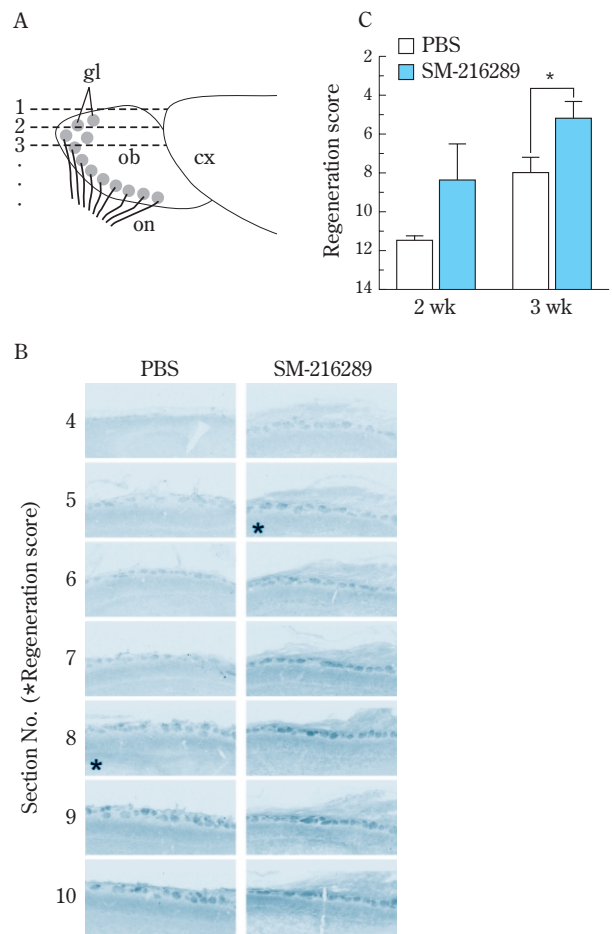 A
gl
1
2
3
.
.
.
ob
cx
on
C
PBS
SM-216289
*
Regeneration score
2
4
6
8
10
12
14
2 wk
3 wk
B
PBS
SM-216289
Section No. (*Regeneration score)
4
5
*
6
7
8
*
9
10